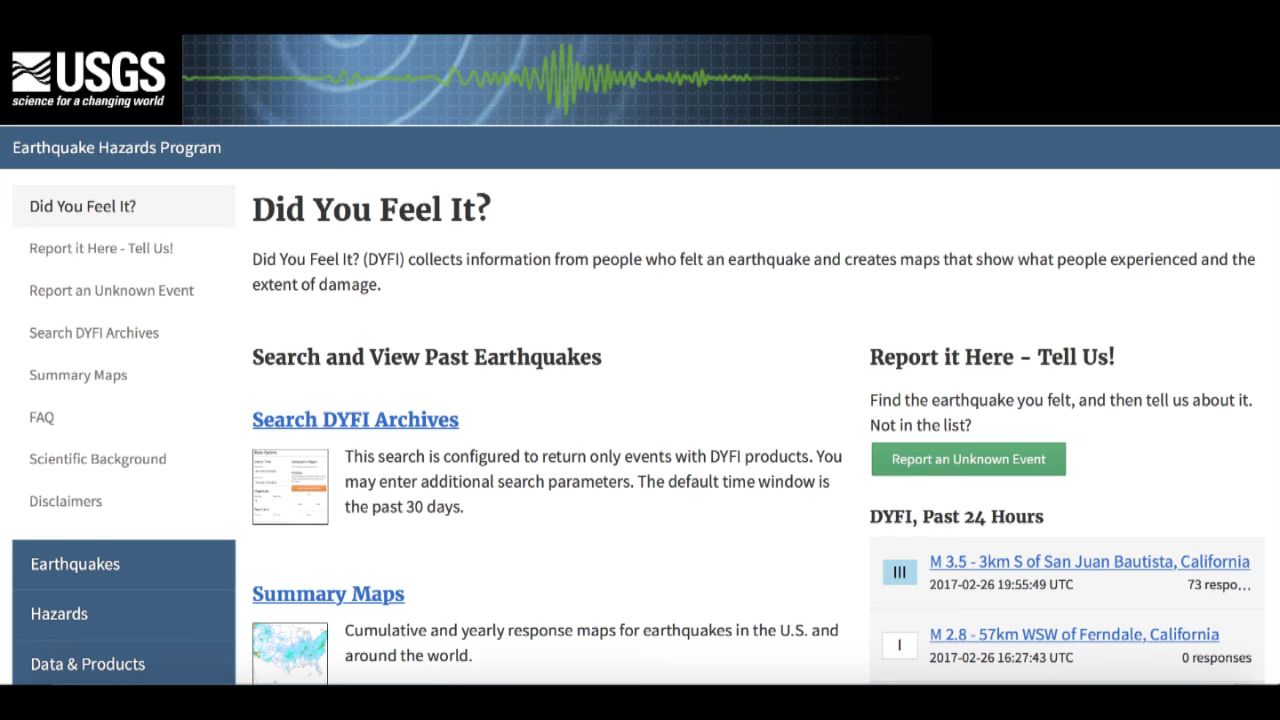 USGS
science for a changing world
Earthquake Hazards Program
Did You Feel It?
Report it Here - Tell Us!
Report an Unknown Event
Search DYFI Archives
Summary Maps
FAQ
Scientific Background
Disclaimers
Earthquakes
Hazards
Data & Products
Did You Feel It?
Did You Feel It? (DYFI) collects information from people who felt an earthquake and creates maps that show what people experienced and the
extent of damage.
Search and View Past Earthquakes
Search DYFI Archives
This search is configured to return only events with DYFI products. You
may enter additional search parameters. The default time window is
the past 30 days.
Summary Maps
Cumulative and yearly response maps for earthquakes in the U.S. and
around the world.
Report it Here - Tell Us!
Find the earthquake you felt, and then tell us about it.
Not in the list?
Report an Unknown Event
DYFI, Past 24 Hours
III
M 3.5 - 3km S of San Juan Bautista, California
2017-02-26 19:55:49 UTC 73 respo...
I
M 2.8 - 57km WSW of Ferndale, California
2017-02-26 16:27:43 UTC 0 responses